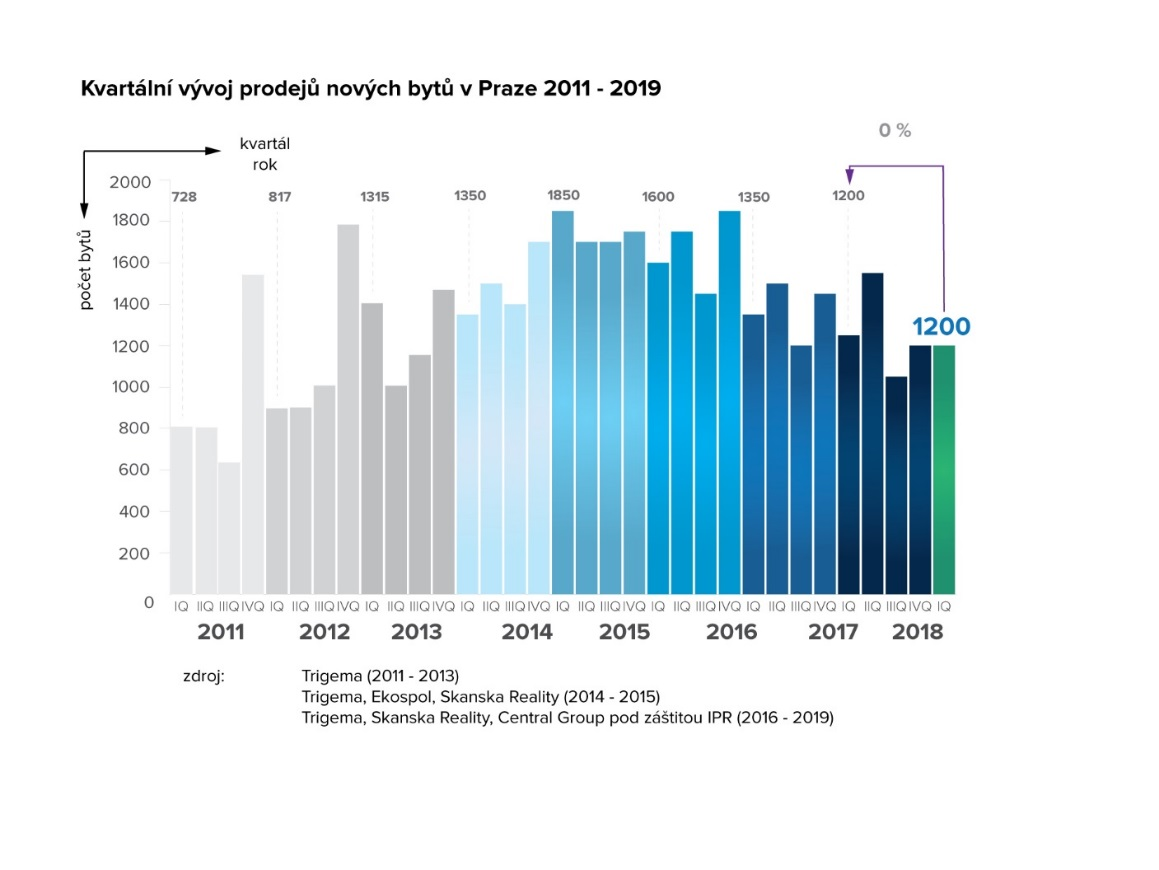 Kvartální vývoj prodejů nových bytů v Praze 2011 - 2019
0 %
kvartál
rok
počet bytů
2000
1800
1600
1400
1200
1000
800
600
400
200
0
728 817 1315 1350 1850 1600 1350 1200
1200
IQ IIQ IIIQ IVQ IQ IIQ IIIQ IVQ IQ IIQ IIIQ IVQ IQ IIQ IIIQ IVQ IQ IIQ IIIQ IVQ IQ IIQ IIIQ IVQ IQ IIQ IIIQ IVQ IQ IIQ IIIQ IVQ IQ
2011 2012 2013 2014 2015 2016 2017 2018
zdroj: Trigema (2011 - 2013)
Trigema, Ekospol, Skanska Reality (2014 - 2015)
Trigema, Skanska Reality, Central Group pod záštitou IPR (2016 - 2019)